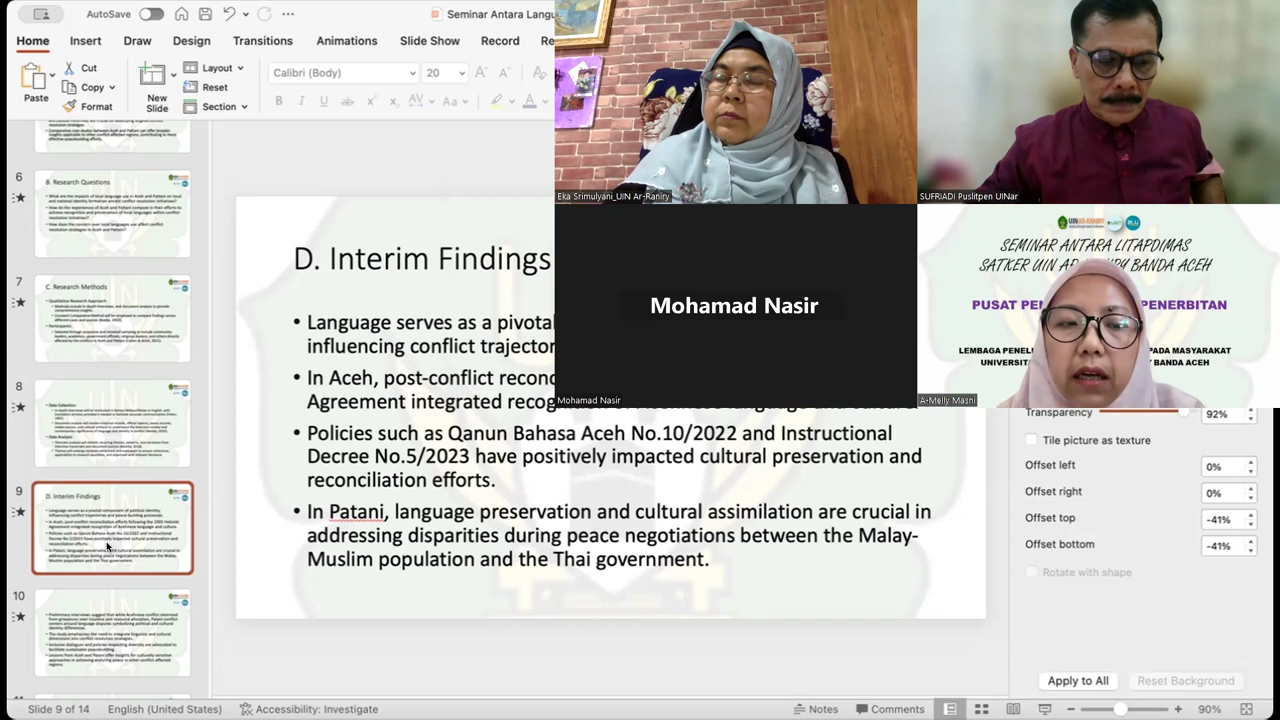 AutoSave
Seminar Antara Langu
Home Insert Draw Design Transitions Animations Slide Show Record Re
Paste
Cut
Copy
Format
New Slide
Layout
Reset
Section
Calibri (Body) 20
6
B. Research Questions
7
C. Research Methods
8
9
D. Interim Findings
10
D. Interim Findings
• Language serves as a pivotal
influencing conflict trajector
• In Aceh, post-conflict recond
Agreement integrated recog
• Policies such as Qanun Bahasa Aceh No.10/2022 and Instructional
Decree No.5/2023 have positively impacted cultural preservation and
reconciliation efforts.
• In Patani, language preservation and cultural assimilation are crucial in
addressing disparities during peace negotiations between the Malay-
Muslim population and the Thai government.
Eka Srimulyani_UIN Ar-Raniry
SUFRIADI Puslitpen UINar
Mohamad Nasir
Mohamad Nasir
SEMINAR ANTARA LITAPDIMAS
SATKER UIN AR-RANIRY BANDA ACEH
PUSAT PEN PENERBITAN
LEMBAGA PENEL PADA MASYARAKAT
UNIVERSIT Y BANDA ACEH
A-Melly Masni
Transparency 92%
Tile picture as texture
Offset left 0%
Offset right 0%
Offset top -41%
Offset bottom -41%
Rotate with shape
Apply to All Reset Background
Slide 9 of 14 English (United States) Accessibility: Investigate Notes Comments 90%